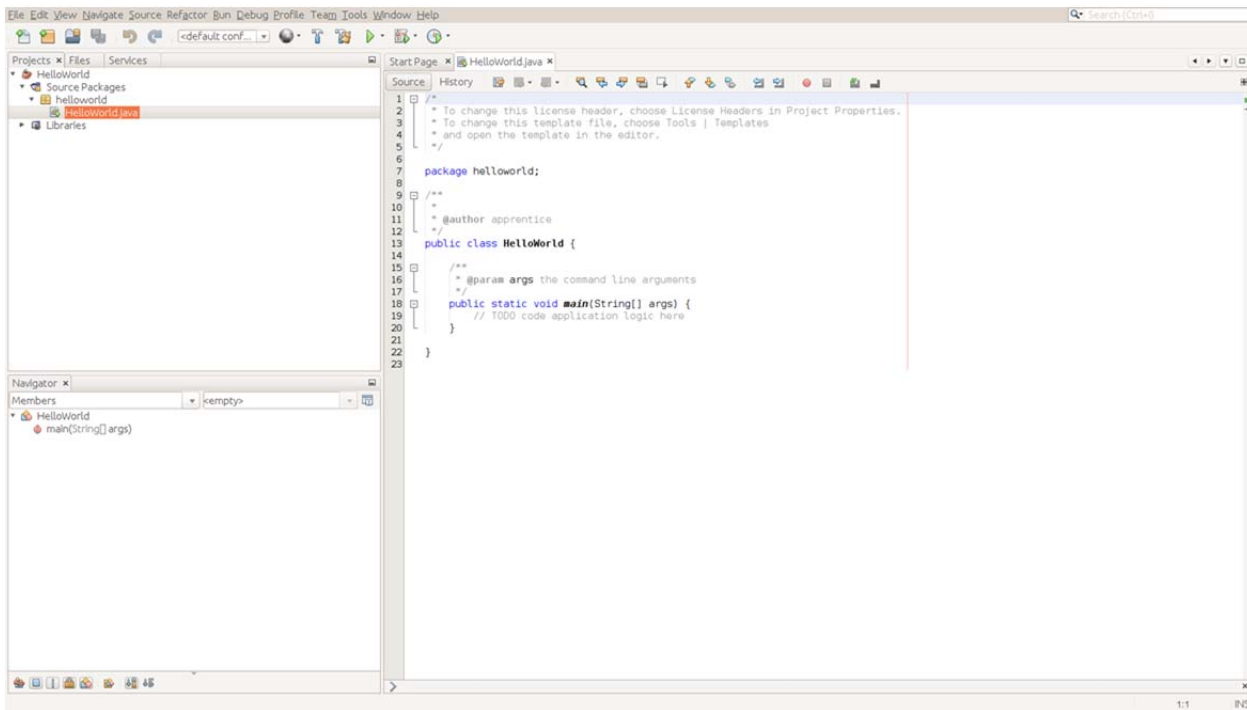 File Edit View Navigate Source Refactor Run Debug Profile Team Tools Window Help
Search (Ctrl+I)
<default conf...
Projects Files Services
HelloWorld
Source Packages
helloworld
HelloWorld.java
Libraries
Start Page HelloWorld.java
Source History
1 /*
2 * To change this license header, choose License Headers in Project Properties.
3 * To change this template file, choose Tools | Templates
4 * and open the template in the editor.
5 */
6
7 package helloworld;
8
9 /**
10 *
11 * @author apprentice
12 */
13 public class HelloWorld {
14
15 /**
16 * @param args the command line arguments
17 */
18 public static void main(String[] args) {
19 // TODO code application logic here
20 }
21
22 }
23
Navigator
Members <empty>
HelloWorld
main(String[] args)
1:1 INS